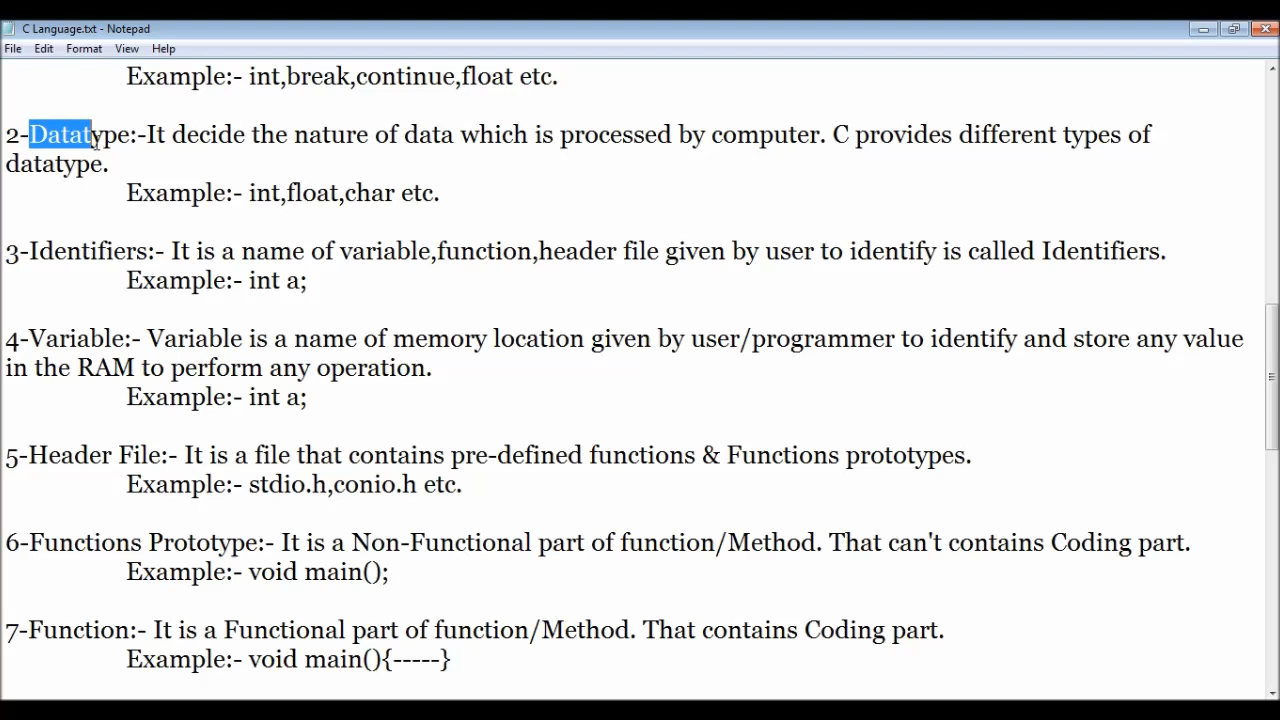 C Language.txt - Notepad
File Edit Format View Help
Example:- int,break,continue,float etc.
2-Datatype:-It decide the nature of data which is processed by computer. C provides different types of
datatype.
Example:- int,float,char etc.
3-Identifiers:- It is a name of variable,function,header file given by user to identify is called Identifiers.
Example:- int a;
4-Variable:- Variable is a name of memory location given by user/programmer to identify and store any value
in the RAM to perform any operation.
Example:- int a;
5-Header File:- It is a file that contains pre-defined functions & Functions prototypes.
Example:- stdio.h,conio.h etc.
6-Functions Prototype:- It is a Non-Functional part of function/Method. That can't contains Coding part.
Example:- void main();
7-Function:- It is a Functional part of function/Method. That contains Coding part.
Example:- void main(){-----}